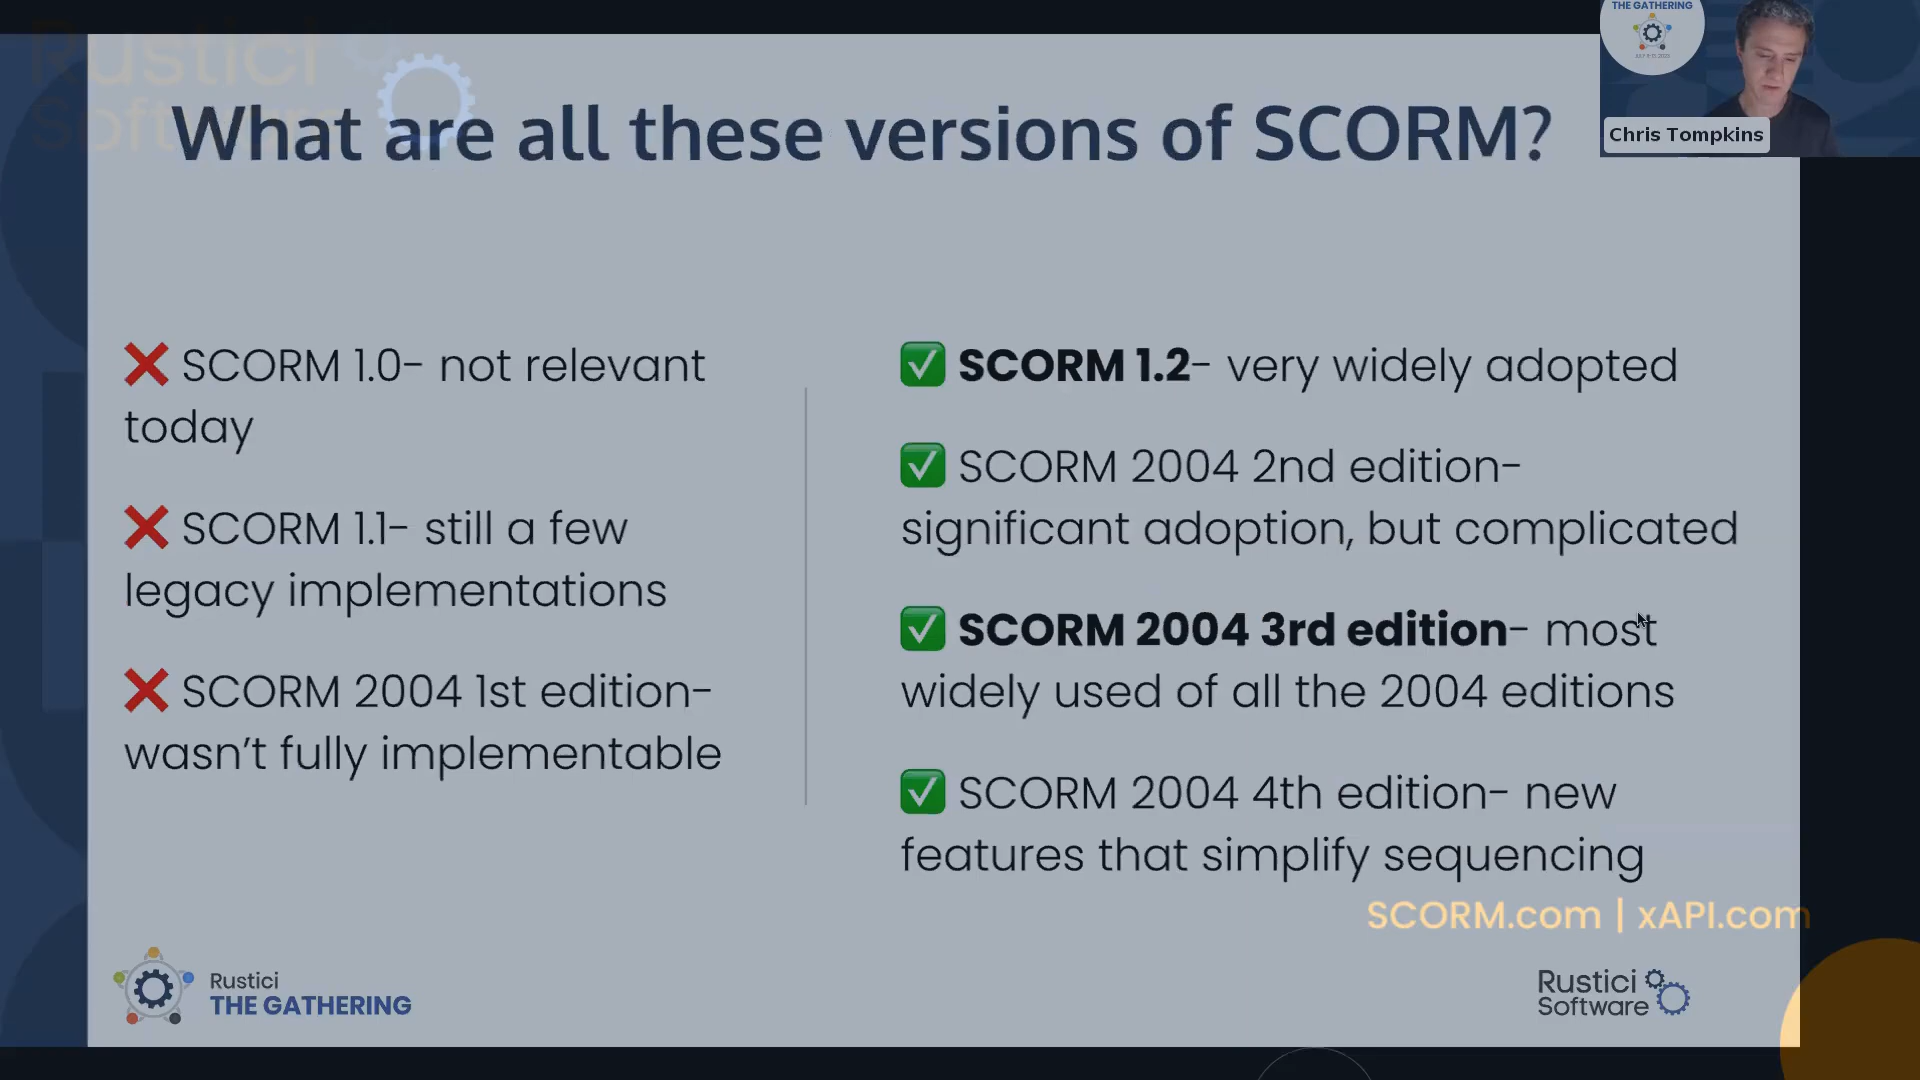 Rustici
Software
THE GATHERING
Chris Tompkins
What are all these versions of SCORM?
❌ SCORM 1.0- not relevant
today
❌ SCORM 1.1- still a few
legacy implementations
❌ SCORM 2004 1st edition-
wasn’t fully implementable
✅ SCORM 1.2- very widely adopted
✅ SCORM 2004 2nd edition-
significant adoption, but complicated
✅ SCORM 2004 3rd edition- most
widely used of all the 2004 editions
✅ SCORM 2004 4th edition- new
features that simplify sequencing
SCORM.com | xAPI.com
Rustici
THE GATHERING
Rustici
Software